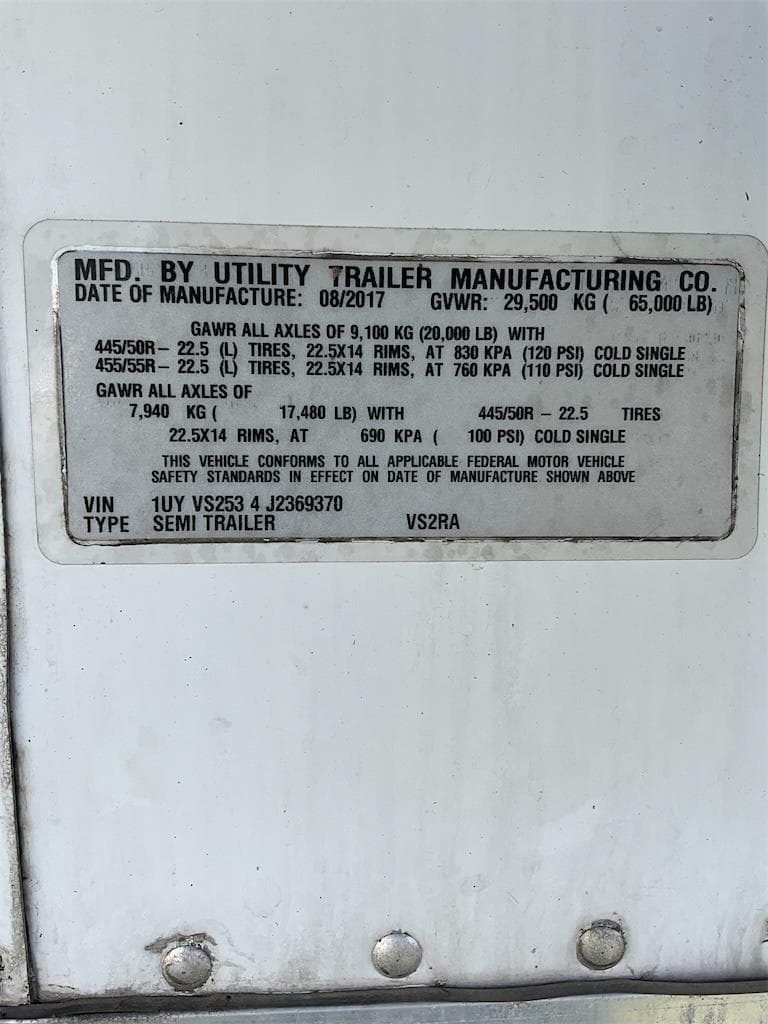 MFD. BY UTILITY TRAILER MANUFACTURING CO.
DATE OF MANUFACTURE: 08/2017 GVWR: 29,500 KG ( 65,000 LB)
GAWR ALL AXLES OF 9,100 KG (20,000 LB) WITH
445/50R- 22.5 (L) TIRES, 22.5X14 RIMS, AT 830 KPA (120 PSI) COLD SINGLE
455/55R- 22.5 (L) TIRES, 22.5X14 RIMS, AT 760 KPA (110 PSI) COLD SINGLE
GAWR ALL AXLES OF
7,940 KG ( 17,480 LB) WITH 445/50R - 22.5 TIRES
22.5X14 RIMS, AT 690 KPA ( 100 PSI) COLD SINGLE
THIS VEHICLE CONFORMS TO ALL APPLICABLE FEDERAL MOTOR VEHICLE
SAFETY STANDARDS IN EFFECT ON DATE OF MANUFACTURE SHOWN ABOVE
VIN 1UY VS253 4 J2369370
TYPE SEMI TRAILER VS2RA